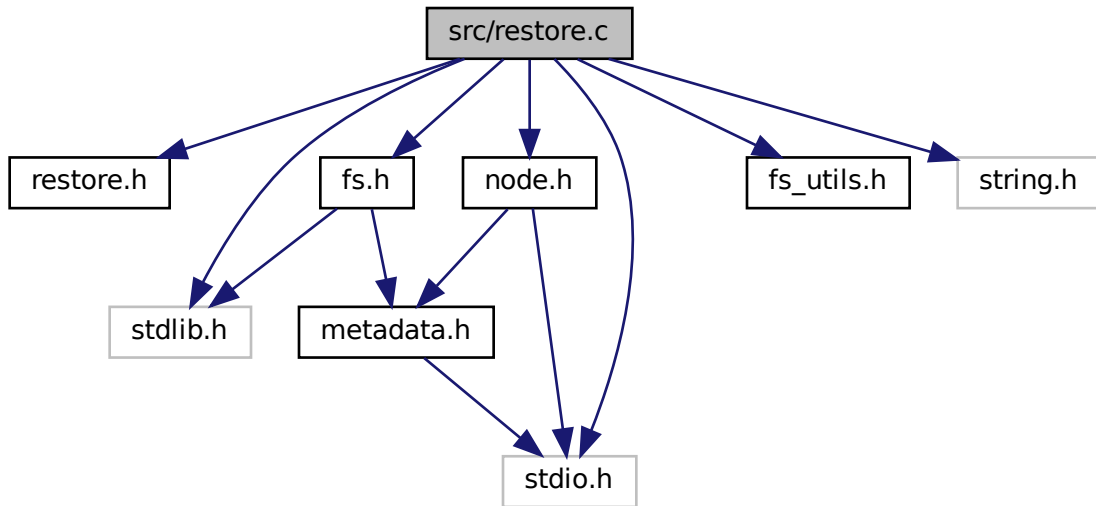 src/restore.c
restore.h
fs.h
node.h
fs_utils.h
string.h
stdlib.h
metadata.h
stdio.h